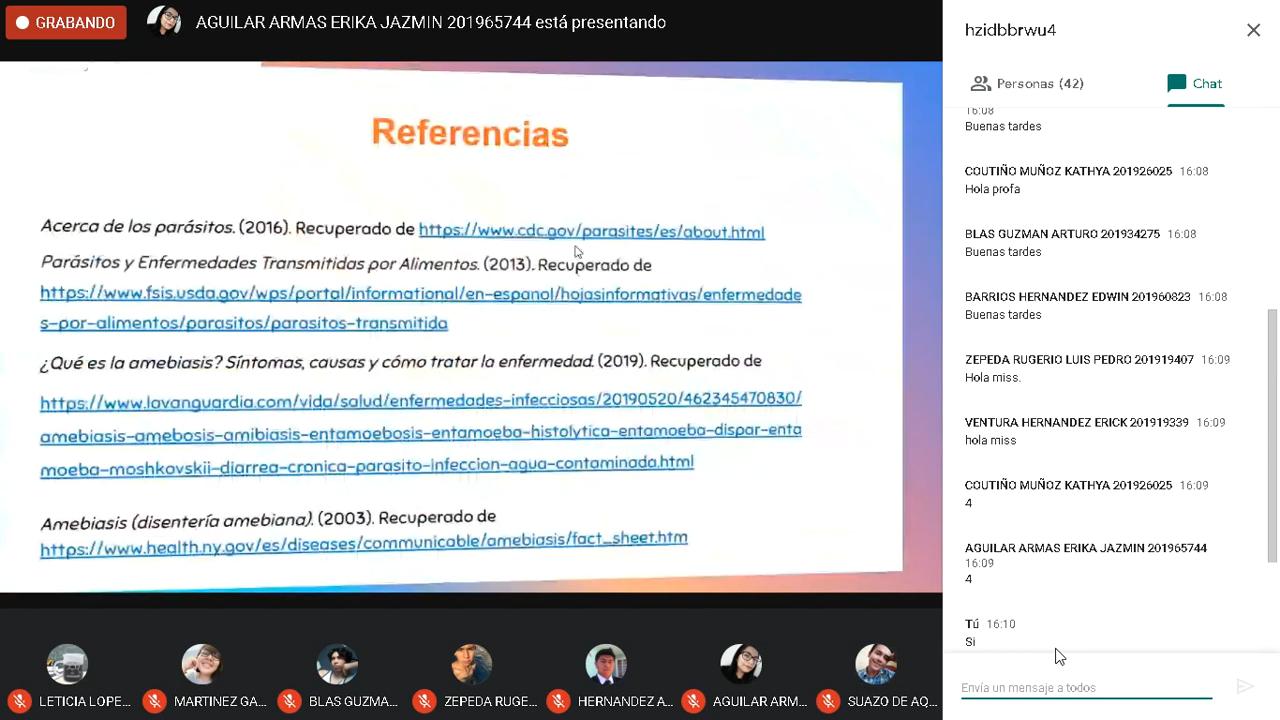 GRABANDO
AGUILAR ARMAS ERIKA JAZMIN 201965744 está presentando
Referencias
Acerca de los parásitos. (2016). Recuperado de https://www.cdc.gov/parasites/es/about.html
Parásitos y Enfermedades Transmitidas por Alimentos. (2013). Recuperado de
https://www.fsis.usda.gov/wps/portal/informational/en-espanol/hojasinformativas/enfermedade
s-por-alimentos/parasitos/parasitos-transmitida
¿Qué es la amebiasis? Síntomas, causas y cómo tratar la enfermedad. (2019). Recuperado de
https://www.lavanguardia.com/vida/salud/enfermedades-infecciosas/20190520/462345470830/
amebiasis-amebosis-amibiasis-entamoebosis-entamoeba-histolytica-entamoeba-dispar-enta
moeba-moshkovskii-diarrea-cronica-parasito-infeccion-agua-contaminada.html
Amebiasis (disentería amebiana). (2003). Recuperado de
https://www.health.ny.gov/es/diseases/communicable/amebiasis/fact_sheet.htm
LETICIA LOPE...
MARTINEZ GA...
BLAS GUZMA...
ZEPEDA RUGE...
HERNANDEZ A...
AGUILAR ARM...
SUAZO DE AQ...
hzidbbrwu4
Personas (42)
Chat
16:08
Buenas tardes
COUTIÑO MUÑOZ KATHYA 201926025 16:08
Hola profa
BLAS GUZMAN ARTURO 201934275 16:08
Buenas tardes
BARRIOS HERNANDEZ EDWIN 201960823 16:08
Buenas tardes
ZEPEDA RUGERIO LUIS PEDRO 201919407 16:09
Hola miss.
VENTURA HERNANDEZ ERICK 201919339 16:09
hola miss
COUTIÑO MUÑOZ KATHYA 201926025 16:09
4
AGUILAR ARMAS ERIKA JAZMIN 201965744
16:09
4
Tú 16:10
Si
Envía un mensaje a todos